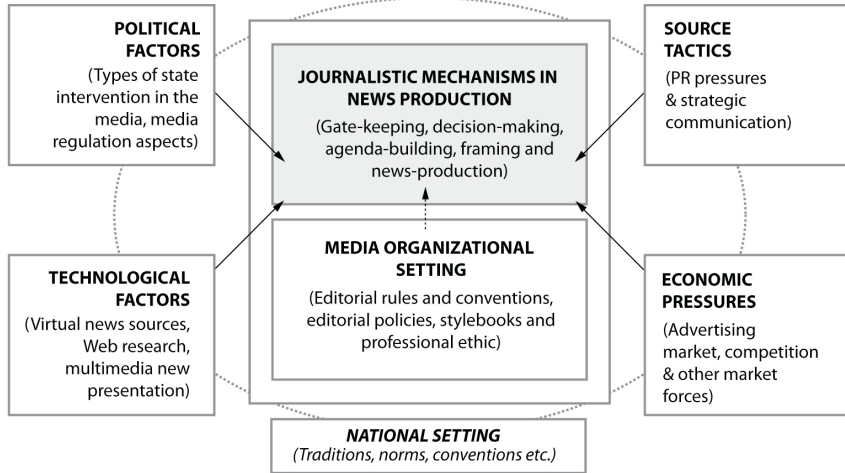 POLITICAL
FACTORS
(Types of state
intervention in the
media, media
regulation aspects)
JOURNALISTIC MECHANISMS IN
NEWS PRODUCTION
(Gate-keeping, decision-making,
agenda-building, framing and
news-production)
SOURCE
TACTICS
(PR pressures
& strategic
communication)
TECHNOLOGICAL
FACTORS
(Virtual news sources,
Web research,
multimedia new
presentation)
MEDIA ORGANIZATIONAL
SETTING
(Editorial rules and conventions,
editorial policies, stylebooks and
professional ethic)
ECONOMIC
PRESSURES
(Advertising
market, competition
& other market
forces)
NATIONAL SETTING
(Traditions, norms, conventions etc.)